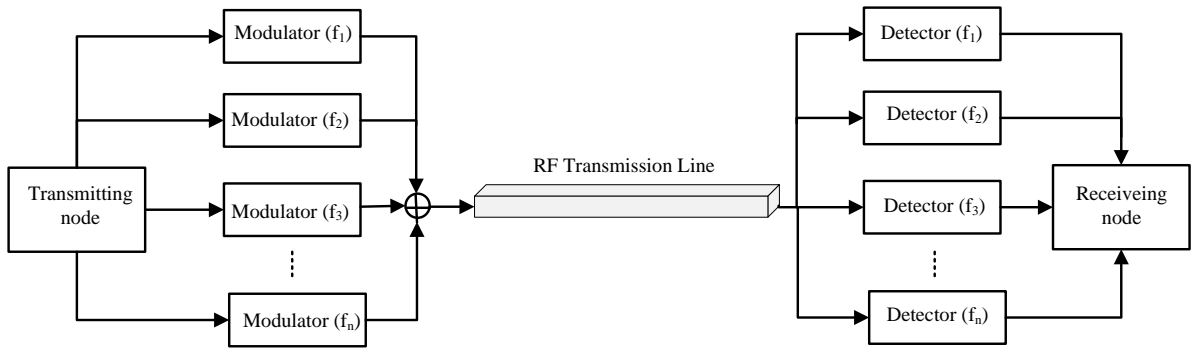 Modulator (f₁)
Modulator (f₂)
Transmitting
node
Modulator (f₃)
Modulator (fₙ)
RF Transmission Line
Detector (f₁)
Detector (f₂)
Detector (f₃)
Detector (fₙ)
Receiveing
node